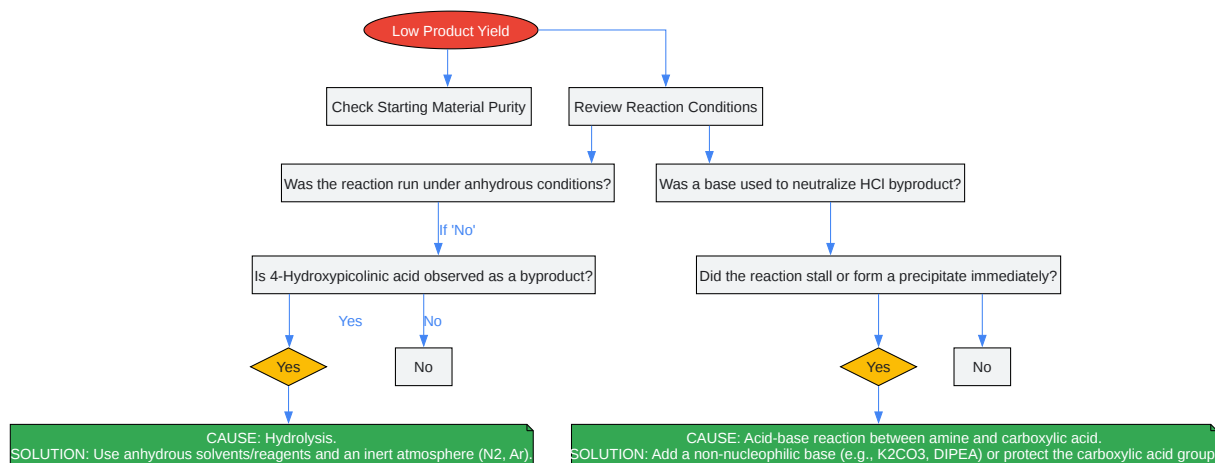 Low Product Yield
Check Starting Material Purity
Review Reaction Conditions
Was the reaction run under anhydrous conditions?
Was a base used to neutralize HCl byproduct?
If 'No'
Is 4-Hydroxypicolinic acid observed as a byproduct?
Did the reaction stall or form a precipitate immediately?
Yes
No
Yes
No
Yes
No
CAUSE: Hydrolysis.
SOLUTION: Use anhydrous solvents/reagents and an inert atmosphere (N2, Ar).
CAUSE: Acid-base reaction between amine and carboxylic acid.
SOLUTION: Add a non-nucleophilic base (e.g., K2CO3, DIPEA) or protect the carboxylic acid group